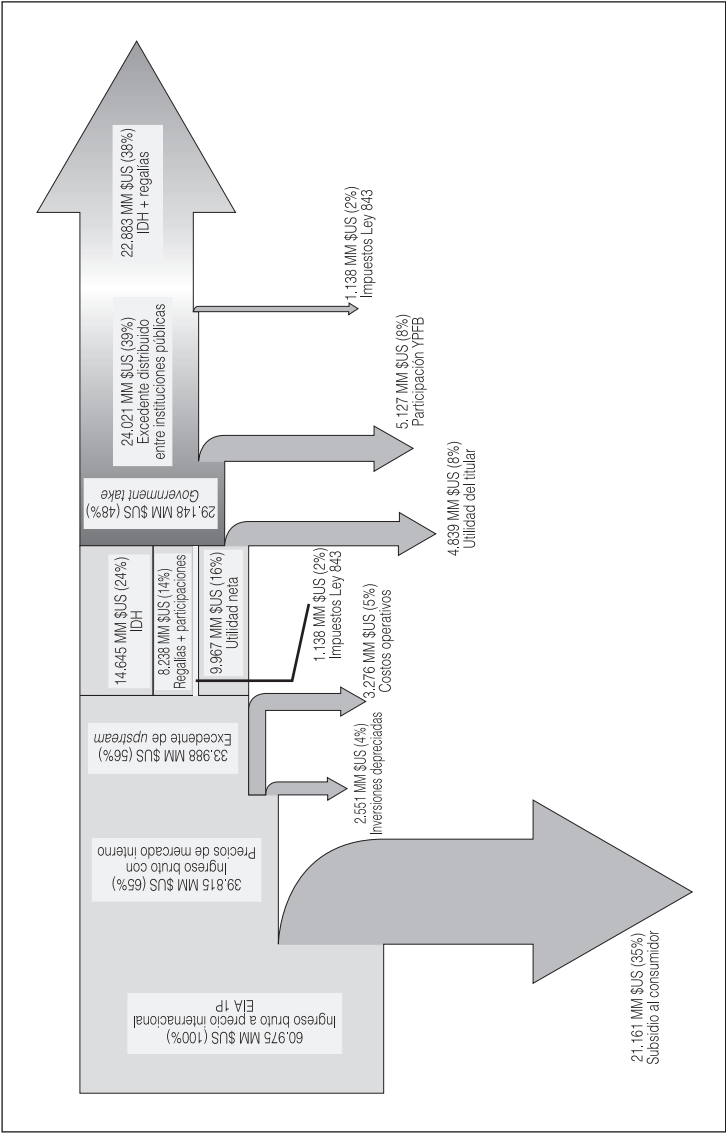 60.975 MM $US (100%)
Ingreso bruto a precio internacional
EIA 1P
21.161 MM $US (35%)
Subsidio al consumidor
39.815 MM $US (65%)
Ingreso bruto con
Precios de mercado interno
2.551 MM $US (4%)
Inversiones depreciadas
3.276 MM $US (5%)
Costos operativos
33.988 MM $US (56%)
Excedente de upstream
14.645 MM $US (24%)
IDH
8.238 MM $US (14%)
Regalías + participaciones
9.967 MM $US (16%)
Utilidad neta
1.138 MM $US (2%)
Impuestos Ley 843
29.148 MM $US (48%)
Government take
4.839 MM $US (8%)
Utilidad del titular
5.127 MM $US (8%)
Participación YPFB
24.021 MM $US (39%)
Excedente distribuido
entre instituciones públicas
1.138 MM $US (2%)
Impuestos Ley 843
22.883 MM $US (38%)
IDH + regalías